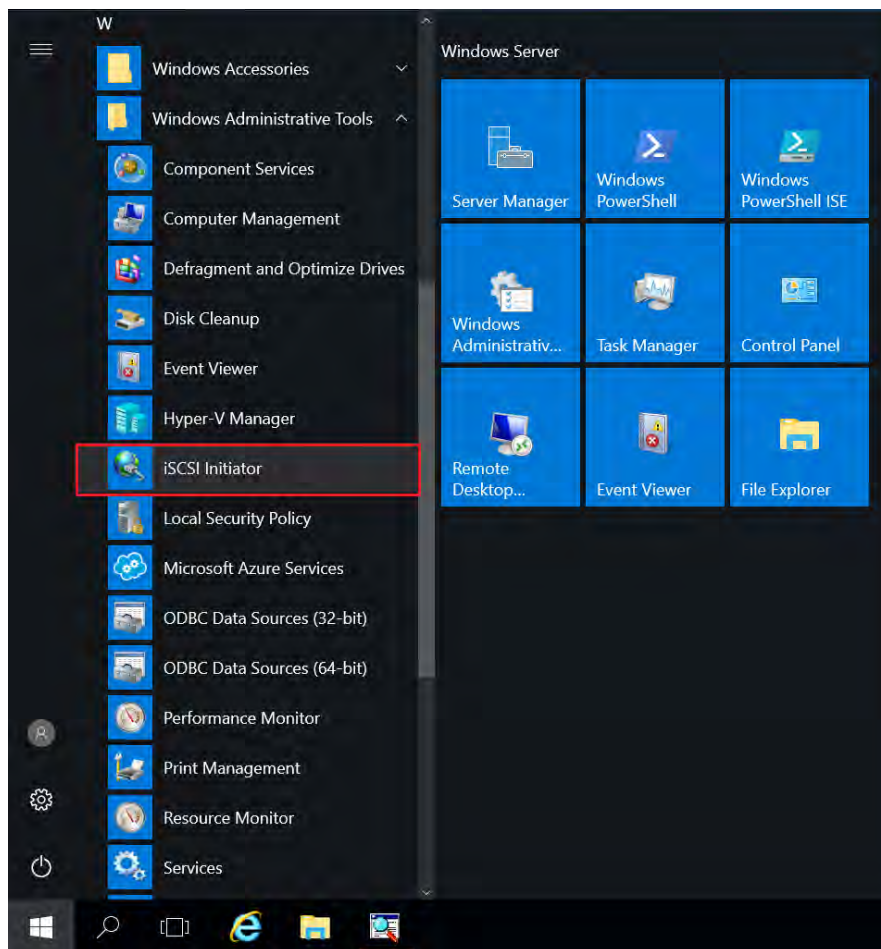 W
Windows Accessories
Windows Administrative Tools
Component Services
Computer Management
Defragment and Optimize Drives
Disk Cleanup
Event Viewer
Hyper-V Manager
iSCSI Initiator
Local Security Policy
Microsoft Azure Services
ODBC Data Sources (32-bit)
ODBC Data Sources (64-bit)
Performance Monitor
Print Management
Resource Monitor
Services
Windows Server
Server Manager
Windows
PowerShell
Windows
PowerShell ISE
Windows
Administrativ...
Task Manager
Control Panel
Remote
Desktop...
Event Viewer
File Explorer